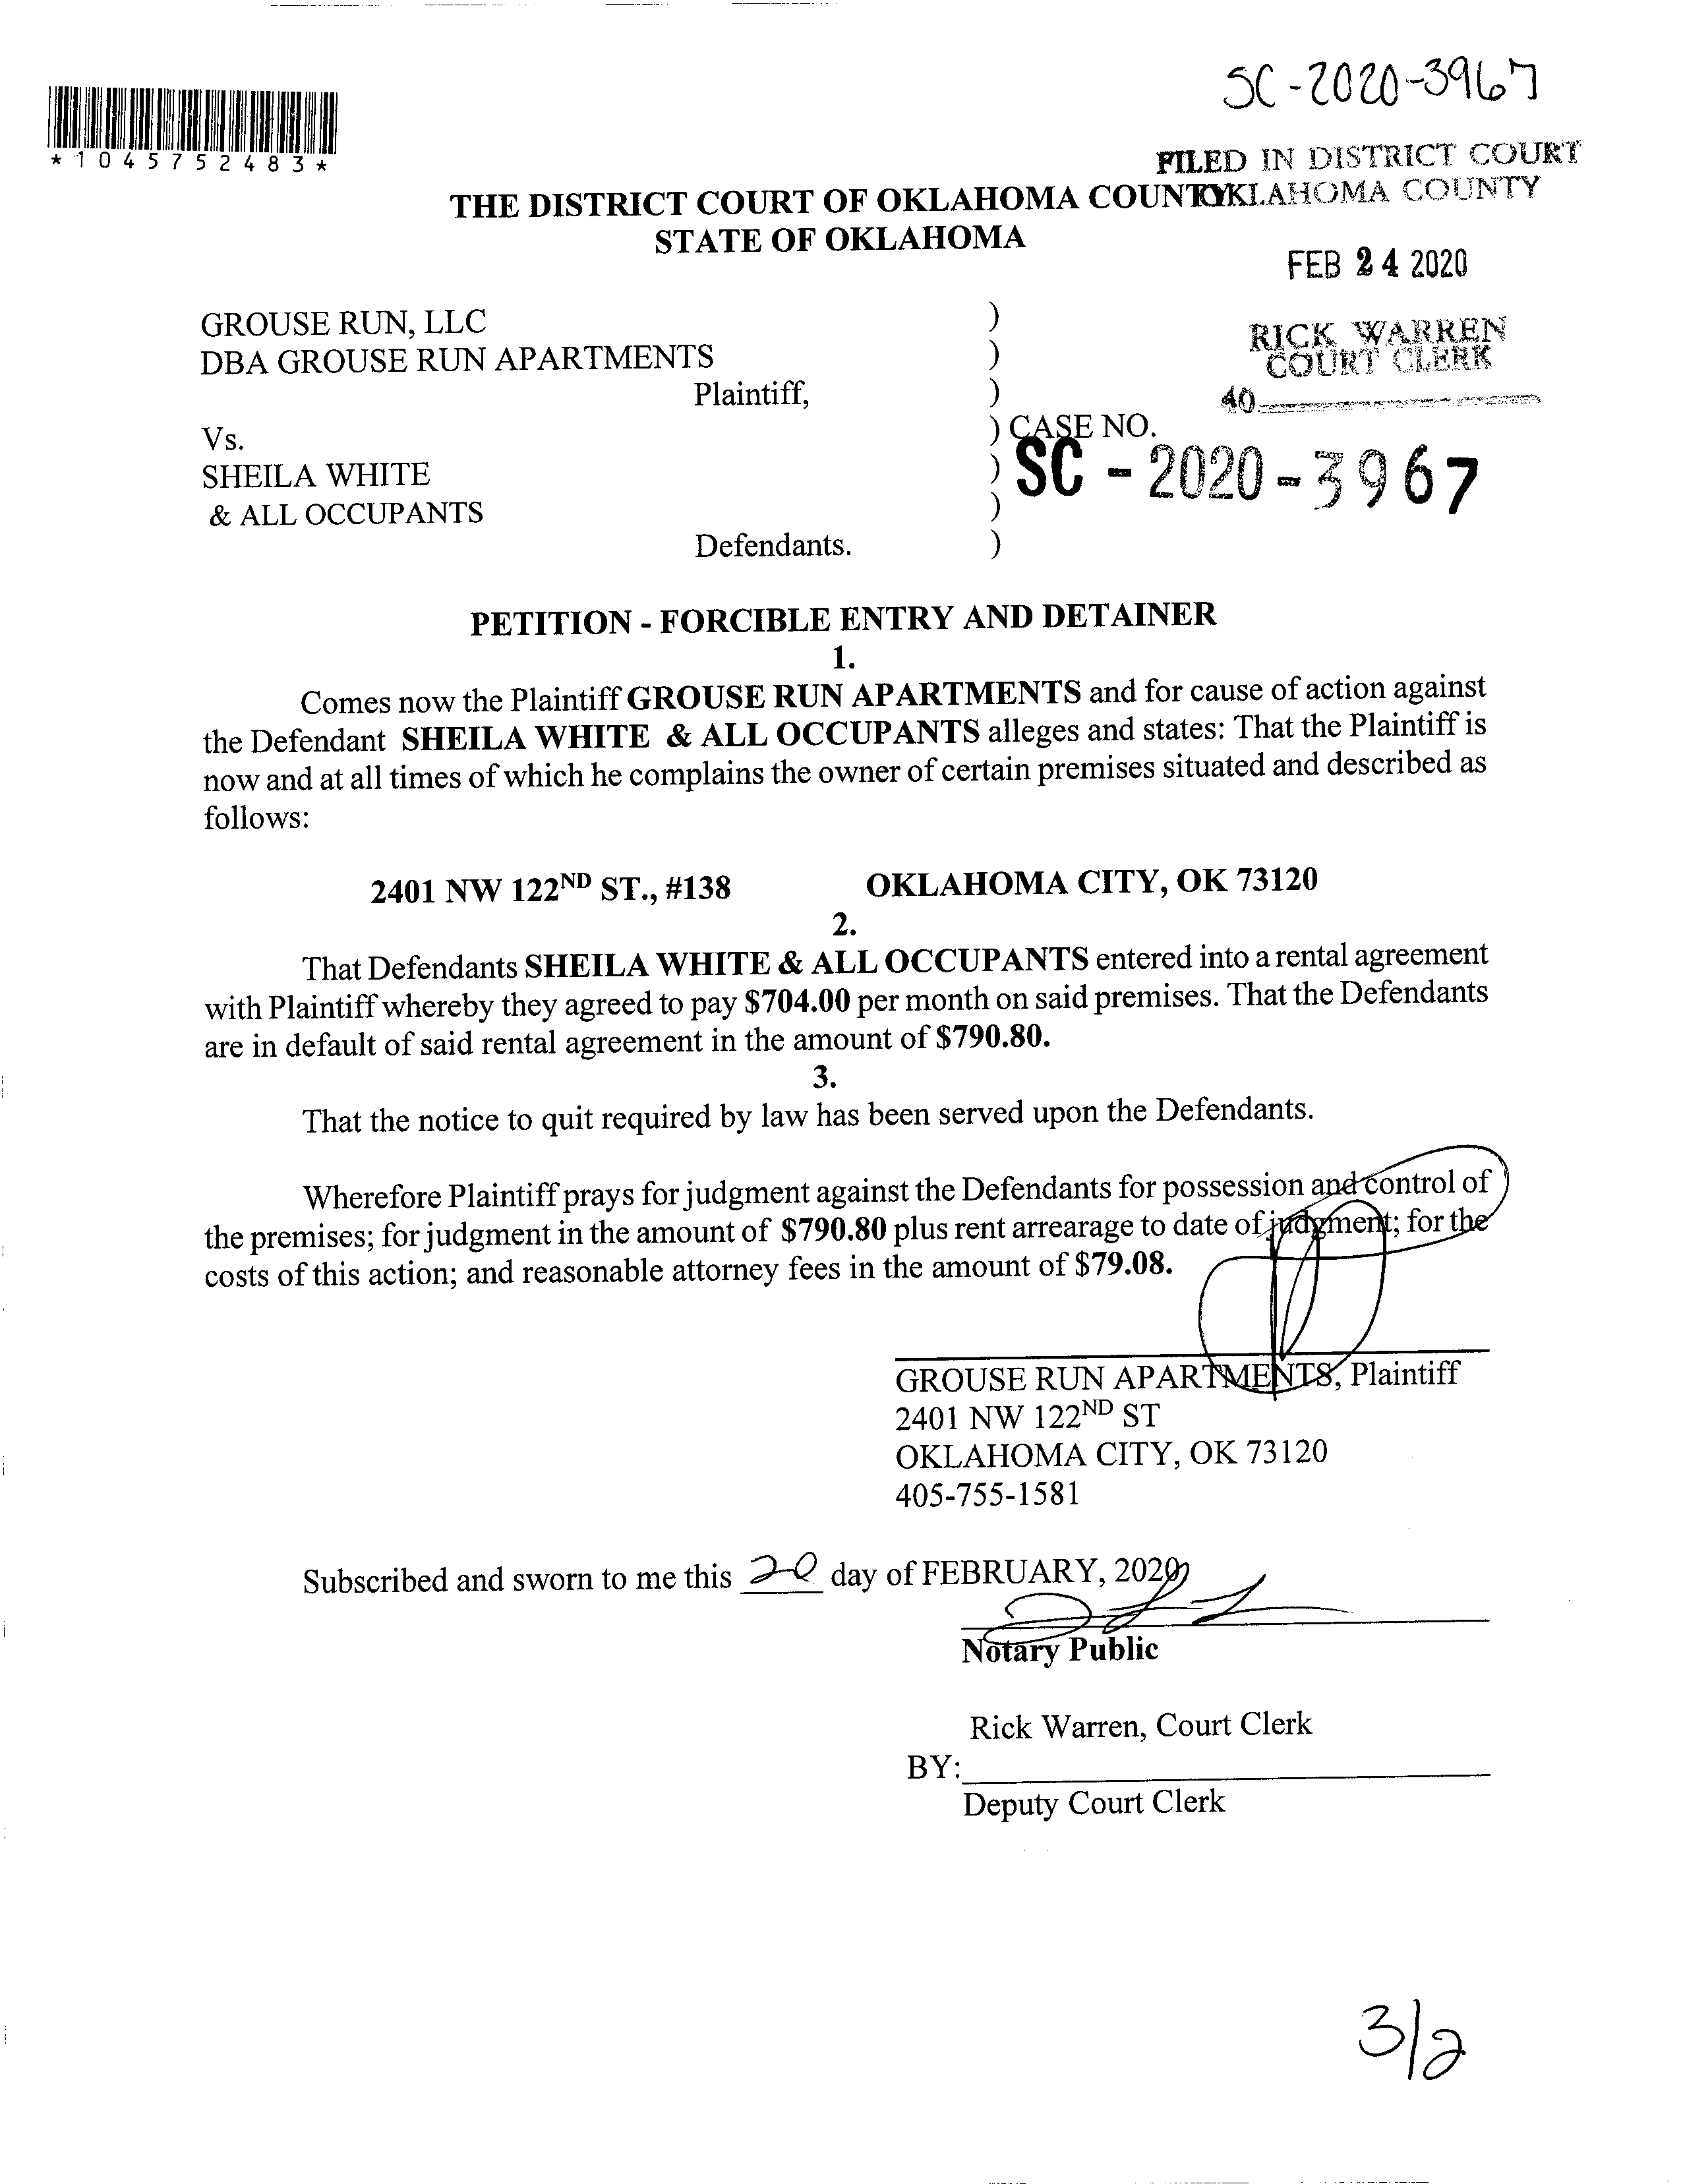 SC-2020-3967
*1045752483*
FILED IN DISTRICT COURT
OKLAHOMA COUNTY
THE DISTRICT COURT OF OKLAHOMA COUNTY
STATE OF OKLAHOMA
FEB 24 2020
RICK WARREN
COURT CLERK
40
GROUSE RUN, LLC )
DBA GROUSE RUN APARTMENTS )
Plaintiff, )
) CASE NO.
Vs.
SC-2020-3967
SHEILA WHITE )
& ALL OCCUPANTS )
Defendants. )
PETITION - FORCIBLE ENTRY AND DETAINER
1.
Comes now the Plaintiff GROUSE RUN APARTMENTS and for cause of action against
the Defendant SHEILA WHITE & ALL OCCUPANTS alleges and states: That the Plaintiff is
now and at all times of which he complains the owner of certain premises situated and described as
follows:
2401 NW 122ND ST., #138 OKLAHOMA CITY, OK 73120
2.
That Defendants SHEILA WHITE & ALL OCCUPANTS entered into a rental agreement
with Plaintiff whereby they agreed to pay $704.00 per month on said premises. That the Defendants
are in default of said rental agreement in the amount of $790.80.
3.
That the notice to quit required by law has been served upon the Defendants.
Wherefore Plaintiff prays for judgment against the Defendants for possession and control of
the premises; for judgment in the amount of $790.80 plus rent arrearage to date of judgment; for the
costs of this action; and reasonable attorney fees in the amount of $79.08.
GROUSE RUN APARTMENTS, Plaintiff
2401 NW 122ND ST
OKLAHOMA CITY, OK 73120
405-755-1581
Subscribed and sworn to me this 20 day of FEBRUARY, 2020
Notary Public
Rick Warren, Court Clerk
BY:
Deputy Court Clerk
3/2